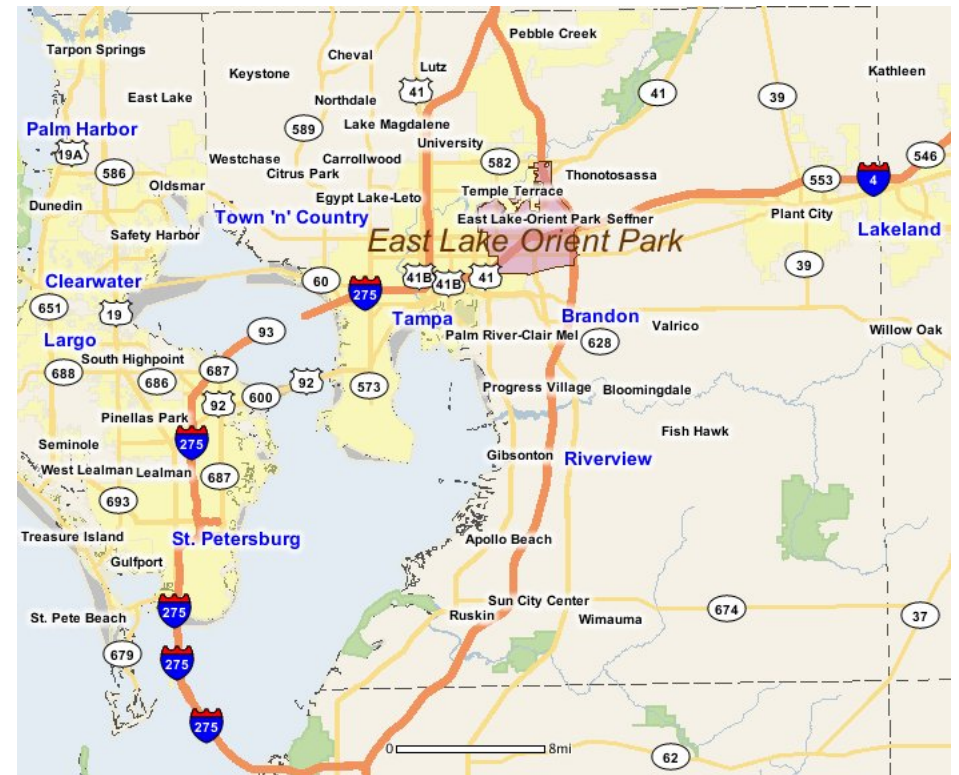 Pebble Creek
Tarpon Springs
Cheval
Keystone
Lutz
Kathleen
41
41
39
East Lake
Northdale
Palm Harbor
19A
589
Lake Magdalene
University
546
Westchase
Carrollwood
582
586
Citrus Park
Thonotosassa
553
4
Oldsmar
Egypt Lake-Leto
Temple Terrace
Dunedin
Town 'n' Country
East Lake-Orient Park
Seffner
Plant City
Safety Harbor
East Lake Orient Park
Lakeland
39
Clearwater
60
275
41B
41B
41
651
19
93
Tampa
Brandon
Valrico
Willow Oak
Largo
Palm River-Clair Mel
628
South Highpoint
688
686
687
92
573
Progress Village
Bloomingdale
92
600
Pinellas Park
Fish Hawk
Seminole
275
Gibsonton
Riverview
West Lealman
Lealman
687
693
Treasure Island
St. Petersburg
Apollo Beach
Gulfport
Sun City Center
St. Pete Beach
275
Ruskin
Wimauma
674
37
679
275
275
0
8mi
62